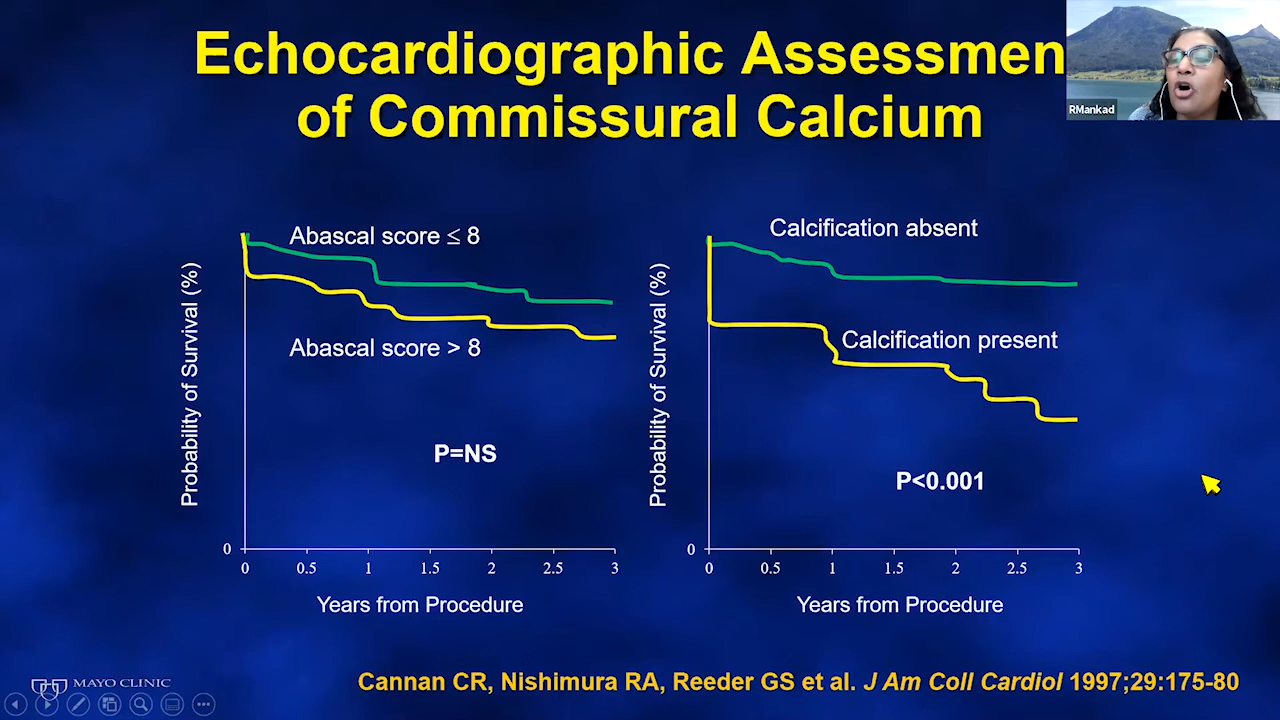 Echocardiographic Assessmen
of Commissural Calcium
RMankad
Abascal score ≤ 8
Abascal score > 8
P=NS
Probability of Survival (%)
0
0 0.5 1 1.5 2 2.5 3
Years from Procedure
Calcification absent
Calcification present
P<0.001
Probability of Survival (%)
0
0 0.5 1 1.5 2 2.5 3
Years from Procedure
Cannan CR, Nishimura RA, Reeder GS et al. J Am Coll Cardiol 1997;29:175-80
MAYO CLINIC